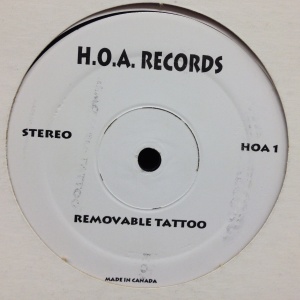 H.O.A. RECORDS
STEREO
HOA 1
REMOVABLE TATTOO
MADE IN CANADA